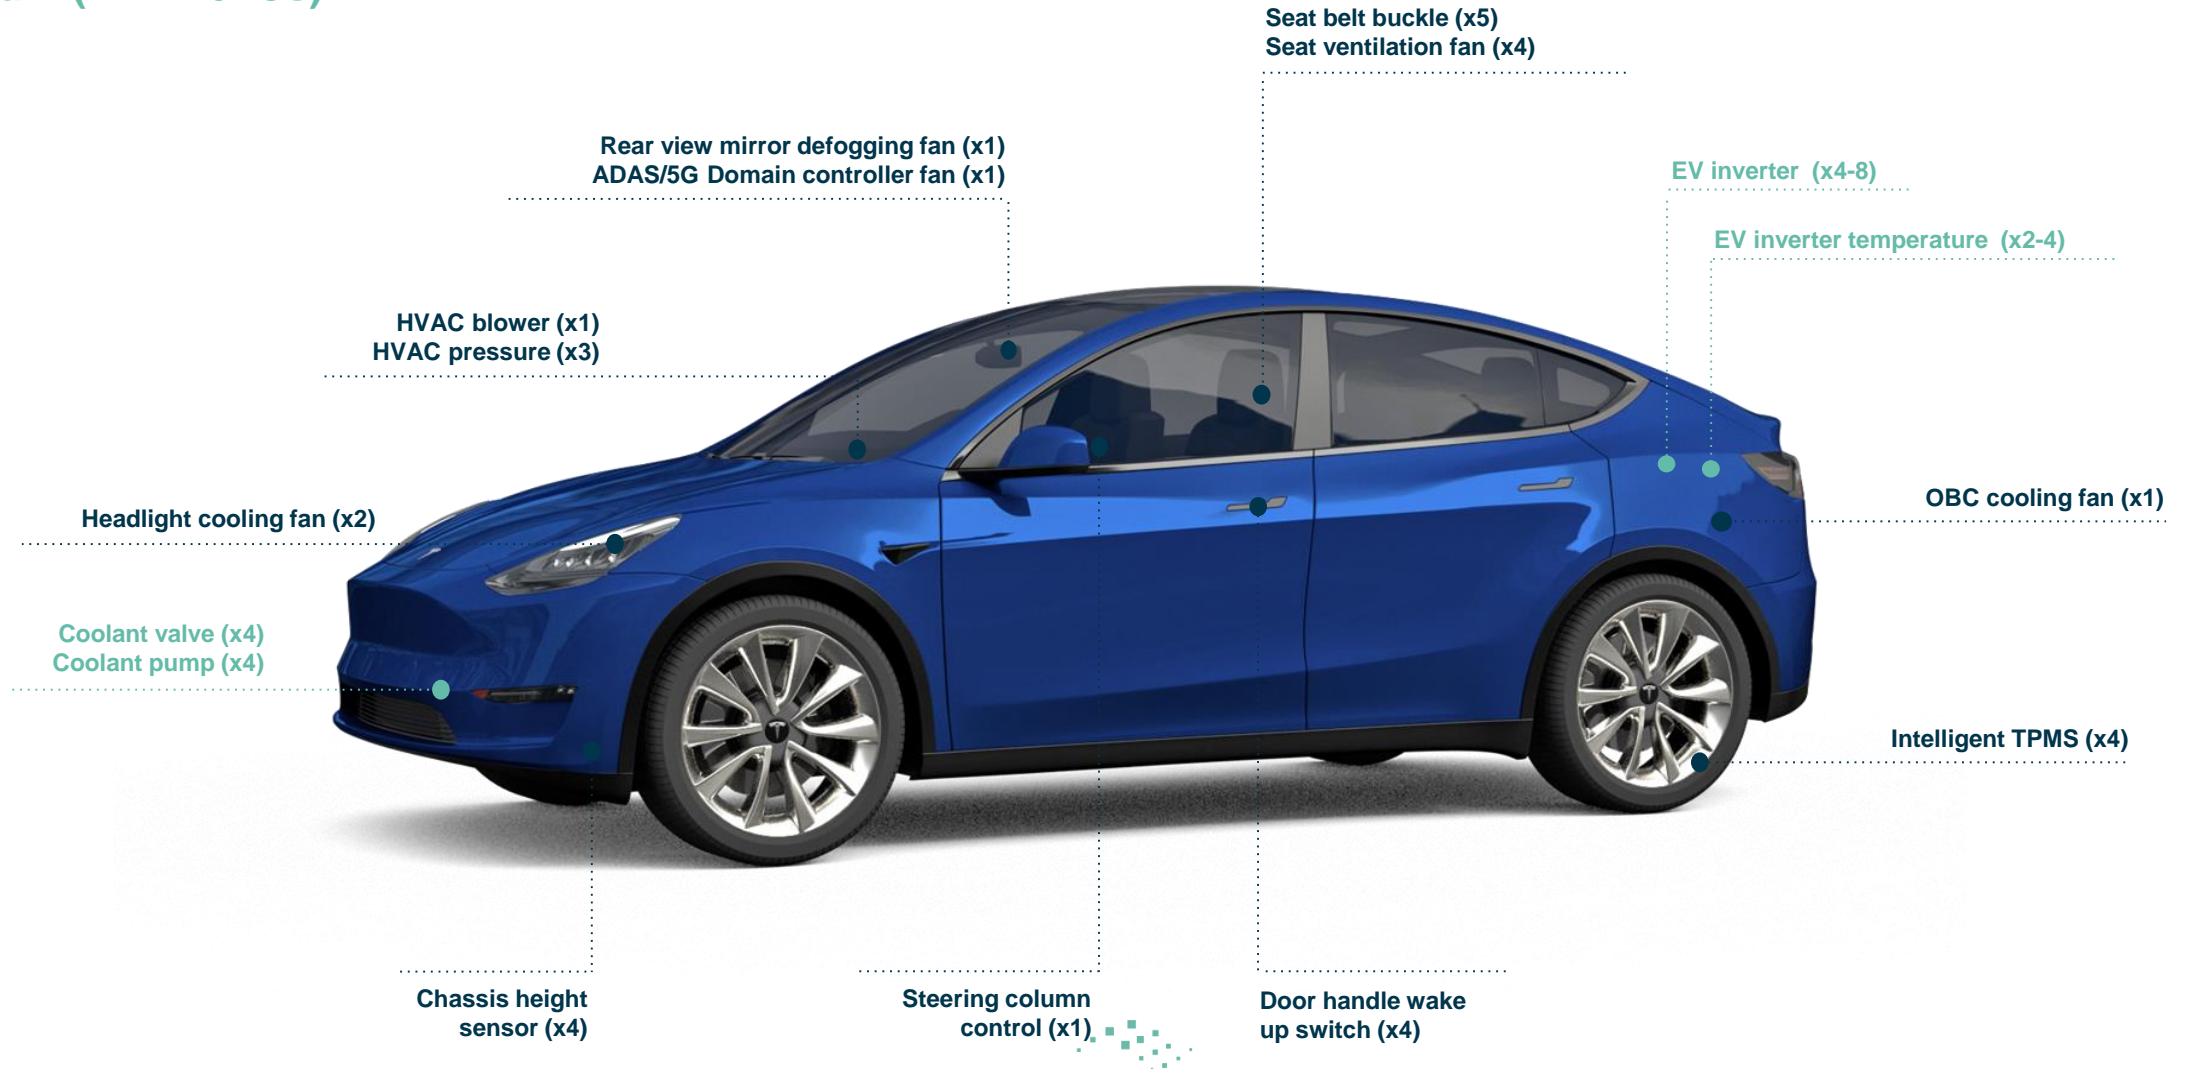 Seat belt buckle (x5)
Seat ventilation fan (x4)
Rear view mirror defogging fan (x1)
ADAS/5G Domain controller fan (x1)
EV inverter (x4-8)
EV inverter temperature (x2-4)
HVAC blower (x1)
HVAC pressure (x3)
Headlight cooling fan (x2)
OBC cooling fan (x1)
Coolant valve (x4)
Coolant pump (x4)
Intelligent TPMS (x4)
Chassis height
sensor (x4)
Steering column
control (x1)
Door handle wake
up switch (x4)